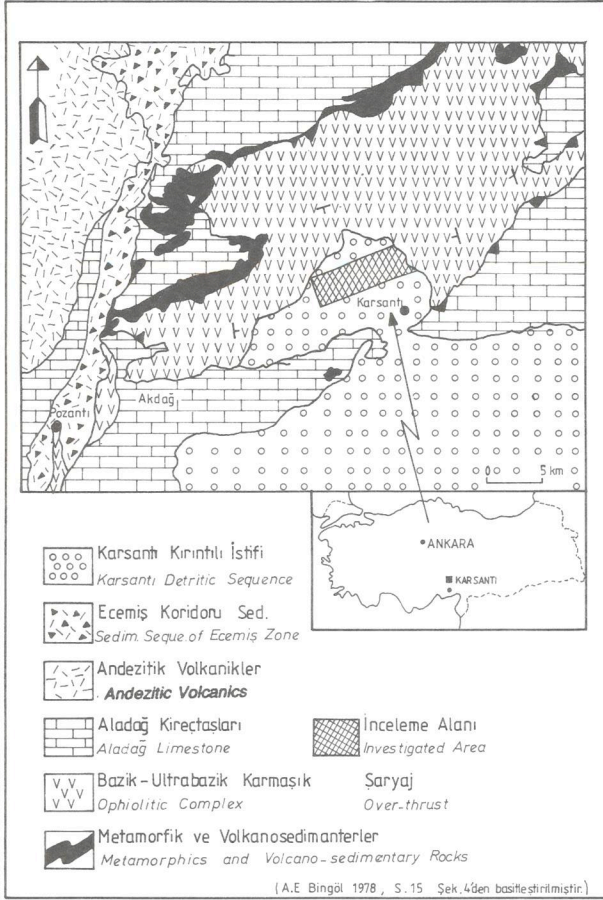 Karsantı
Akdağ
Pozantı
0 5 km
ANKARA
KARSANTI
Karsantı Kırıntılı İstifi
Karsantı Detritic Sequence
Ecemiş Koridoru Sed.
Sedim. Seque. of Ecemiş Zone
Andezitik Volkanikler
Andezitic Volcanics
Aladağ Kireçtaşları
Aladağ Limestone
İnceleme Alanı
Investigated Area
Bazik-Ultrabazik Karmaşık
Ophiolitic Complex
Şaryaj
Over-thrust
Metamorfik ve Volkanosedimanterler
Metamorphics and Volcano-sedimentary Rocks
(A.E Bingöl 1978, S.15 Şek. 4'den basitleştirilmiştir.)